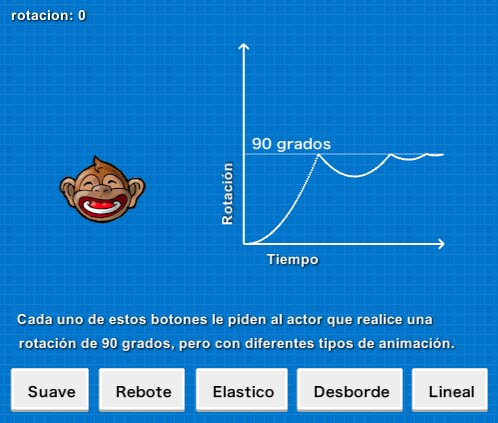 rotacion: 0
90 grados
Rotación
Tiempo
Cada uno de estos botones le piden al actor que realice una
rotación de 90 grados, pero con diferentes tipos de animación.
Suave
Rebote
Elastico
Desborde
Lineal